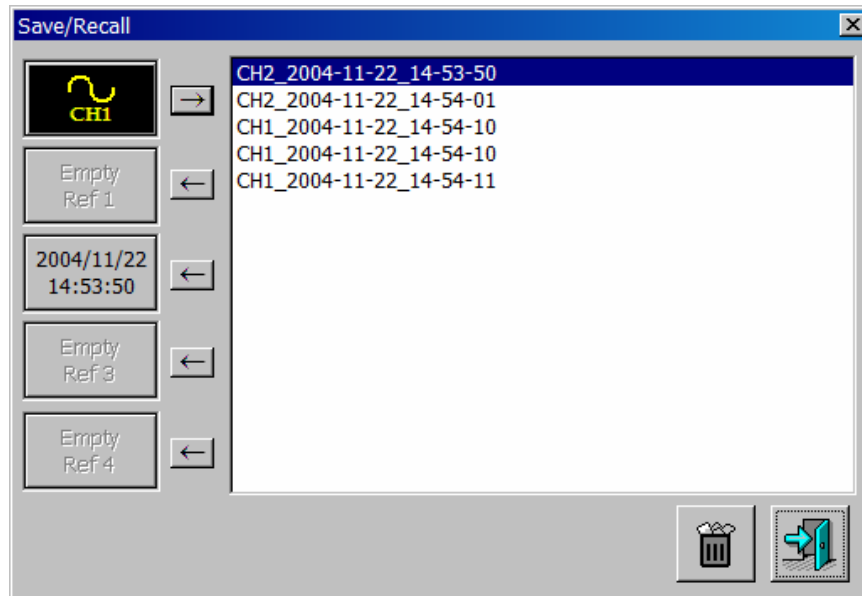 Save/Recall
CH1
Empty
Ref 1
2004/11/22
14:53:50
Empty
Ref 3
Empty
Ref 4
CH2_2004-11-22_14-53-50
CH2_2004-11-22_14-54-01
CH1_2004-11-22_14-54-10
CH1_2004-11-22_14-54-10
CH1_2004-11-22_14-54-11